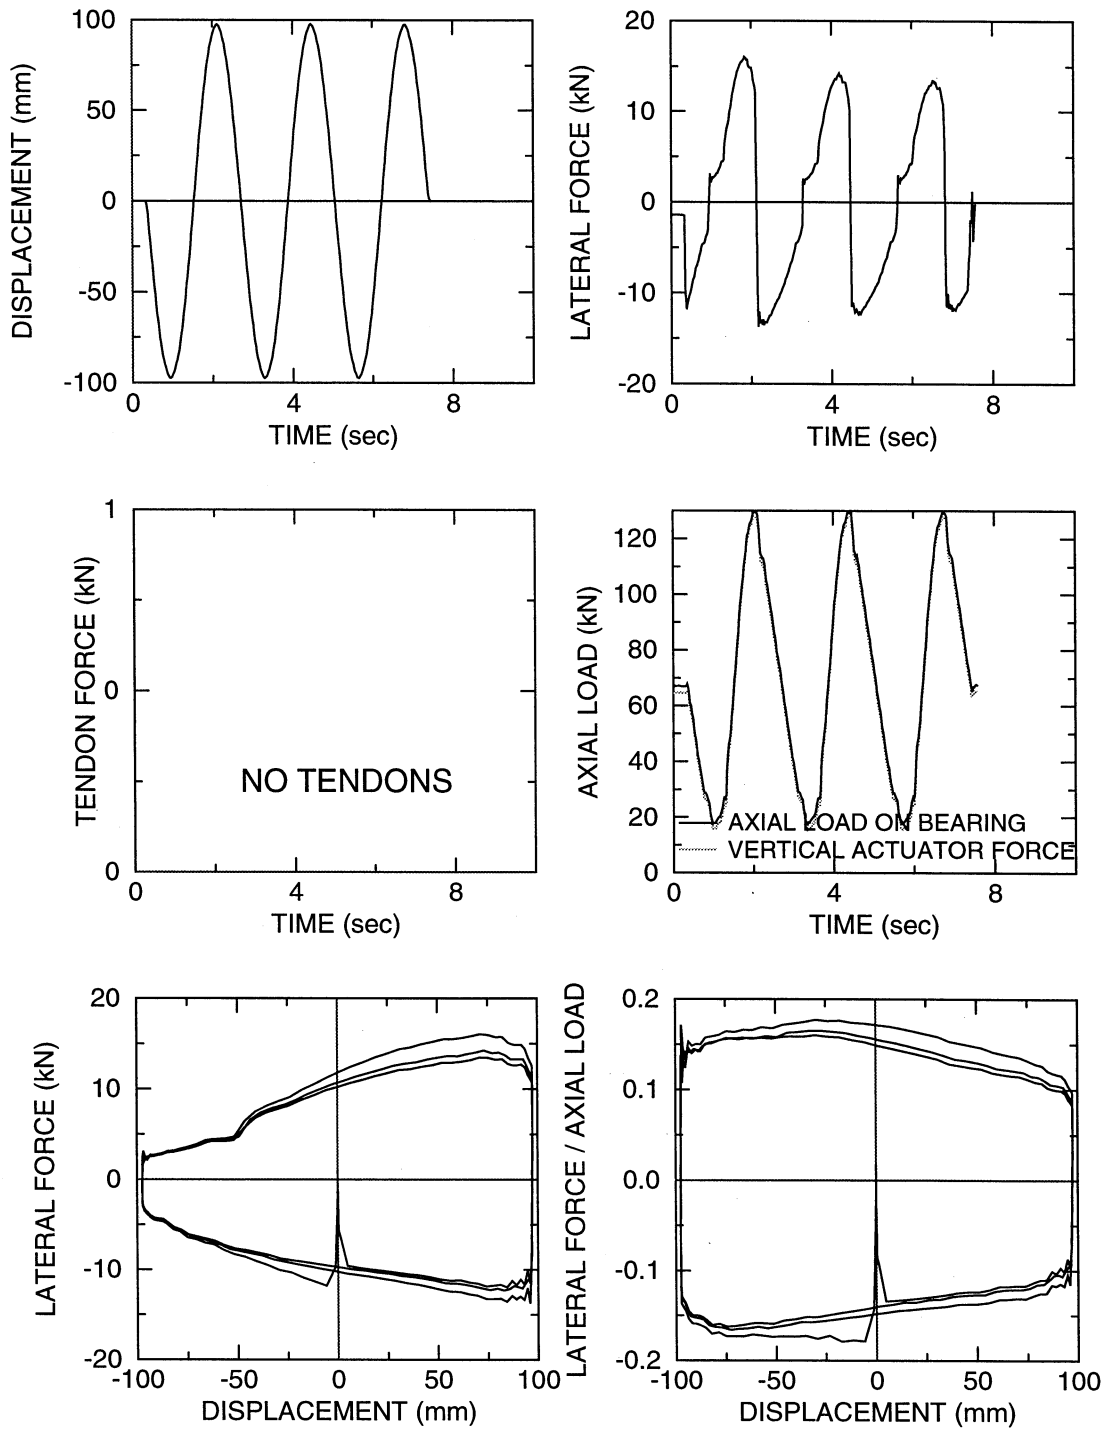 DISPLACEMENT (mm)
100
50
0
-50
-100
0 4 8
TIME (sec)
LATERAL FORCE (kN)
20
10
0
-10
-20
0 4 8
TIME (sec)
TENDON FORCE (kN)
1
0
0
NO TENDONS
0 4 8
TIME (sec)
AXIAL LOAD (kN)
120
100
80
60
40
20
0
AXIAL LOAD ON BEARING
VERTICAL ACTUATOR FORCE
0 4 8
TIME (sec)
LATERAL FORCE (kN)
20
10
0
-10
-20
-100 -50 0 50 100
DISPLACEMENT (mm)
LATERAL FORCE / AXIAL LOAD
0.2
0.1
0.0
-0.1
-0.2
-100 -50 0 50 100
DISPLACEMENT (mm)